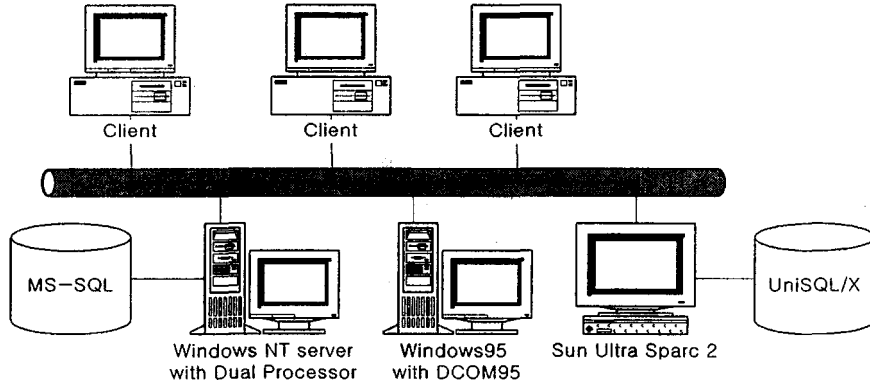 Client
Client
Client
MS-SQL
UniSQL/X
Windows NT server
with Dual Processor
Windows95
with DCOM95
Sun Ultra Sparc 2